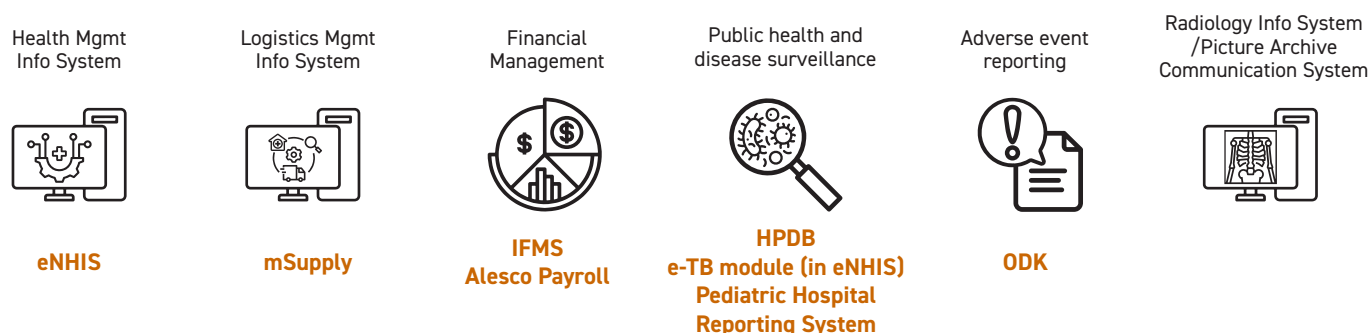 Health Mgmt
Info System
Logistics Mgmt
Info System
Financial
Management
Public health and
disease surveillance
Adverse event
reporting
Radiology Info System
/Picture Archive
Communication System
$
$
eNHIS
mSupply
IFMS
Alesco Payroll
HPDB
e-TB module (in eNHIS)
Pediatric Hospital
Reporting System
ODK